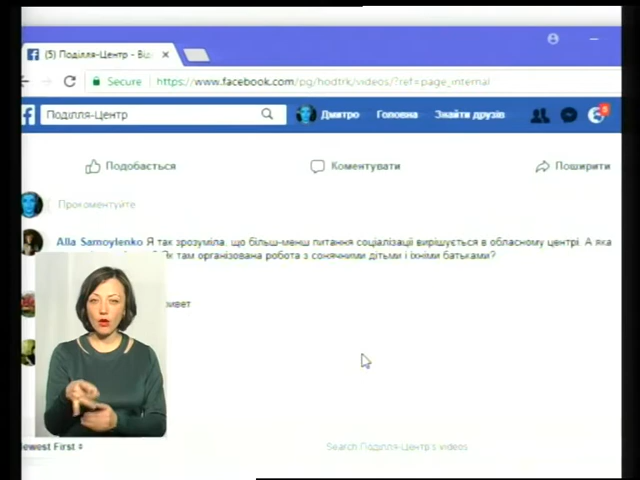 (5) Поділля-Центр - Від
Secure https://www.facebook.com/pg/hodtrk/videos/?ref=page_internal
Поділля-Центр Дмитро Головна Знайти друзів
Подобається Коментувати Поширити
Прокоментуйте
Alla Samoylenko Я так зрозуміла, що більш-менш питання соціалізації вирішується в обласному центрі. А яка
Як там організована робота з сонячними дітьми і їхніми батьками?
ewest First Search Поділля-Центр's videos